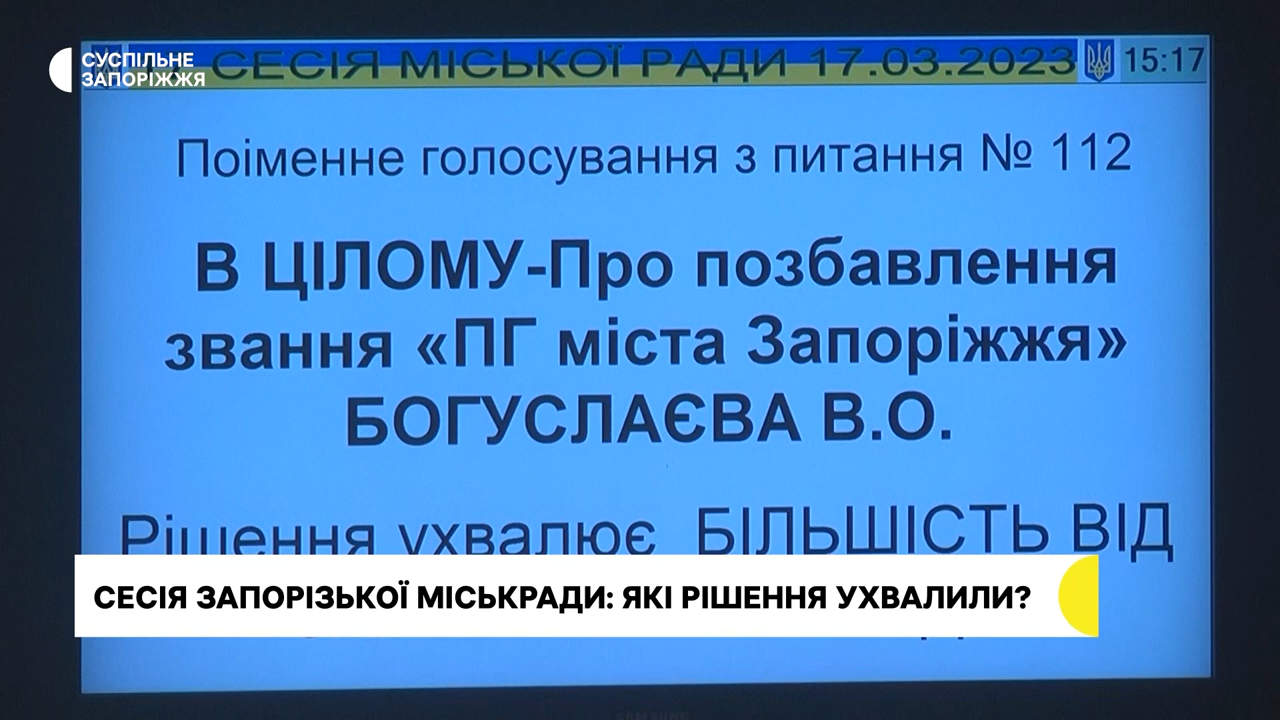 СУСПІЛЬНЕ
ЗАПОРІЖЖЯ
СЕСІЯ МІСЬКОЇ РАДИ 17.03.2023
15:17
Поіменне голосування з питання № 112
В ЦІЛОМУ-Про позбавлення
звання «ПГ міста Запоріжжя»
БОГУСЛАЄВА В.О.
Рішення ухвалює БІЛЬШІСТЬ ВІД
СЕСІЯ ЗАПОРІЗЬКОЇ МІСЬКРАДИ: ЯКІ РІШЕННЯ УХВАЛИЛИ?
SAMSUNG